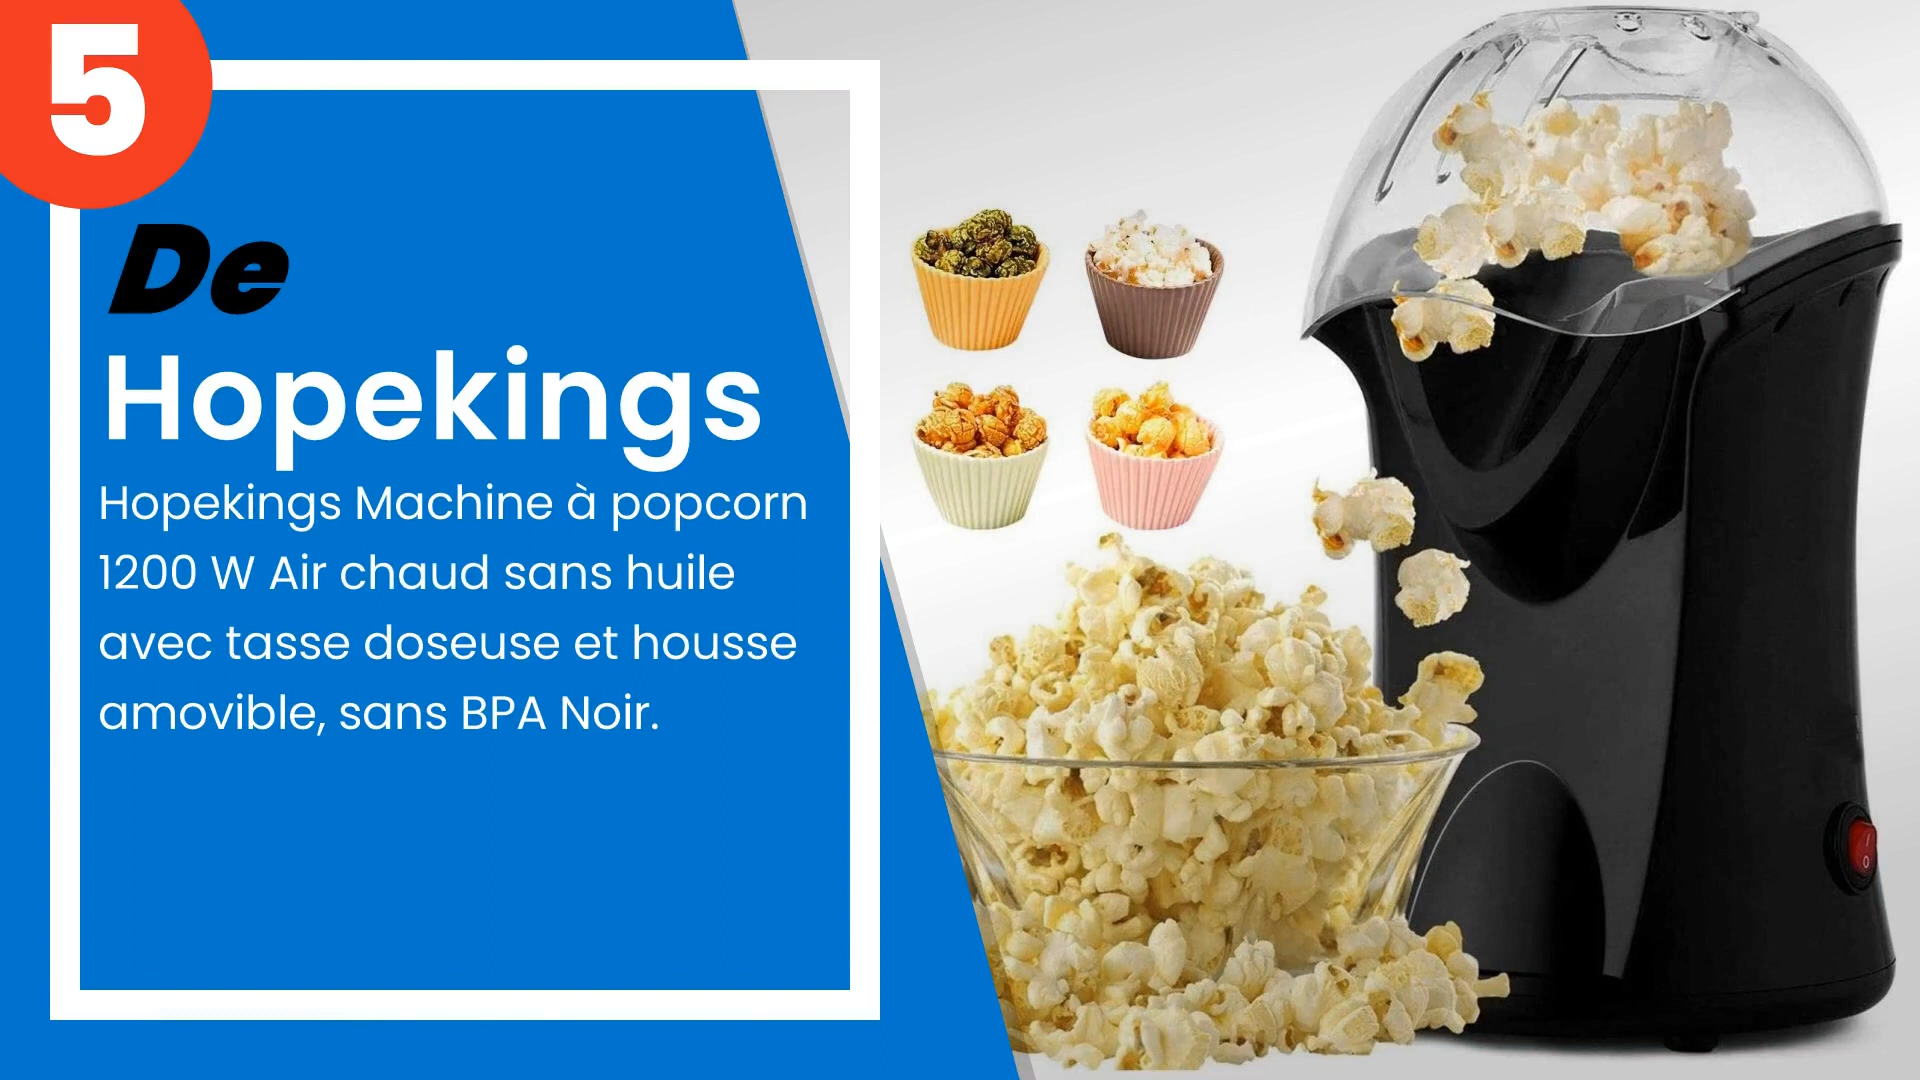 5
De
Hopekings
Hopekings Machine à popcorn
1200 W Air chaud sans huile
avec tasse doseuse et housse
amovible, sans BPA Noir.